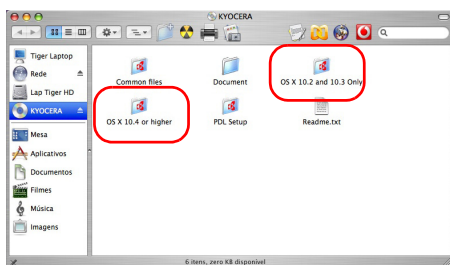 KYOCERA
Tiger Laptop
Rede
Lap Tiger HD
KYOCERA
Mesa
Aplicativos
Documentos
Filmes
Música
Imagens
Common files
Document
OS X 10.2 and 10.3 Only
OS X 10.4 or higher
PDL Setup
Readme.txt
6 itens, zero KB disponível